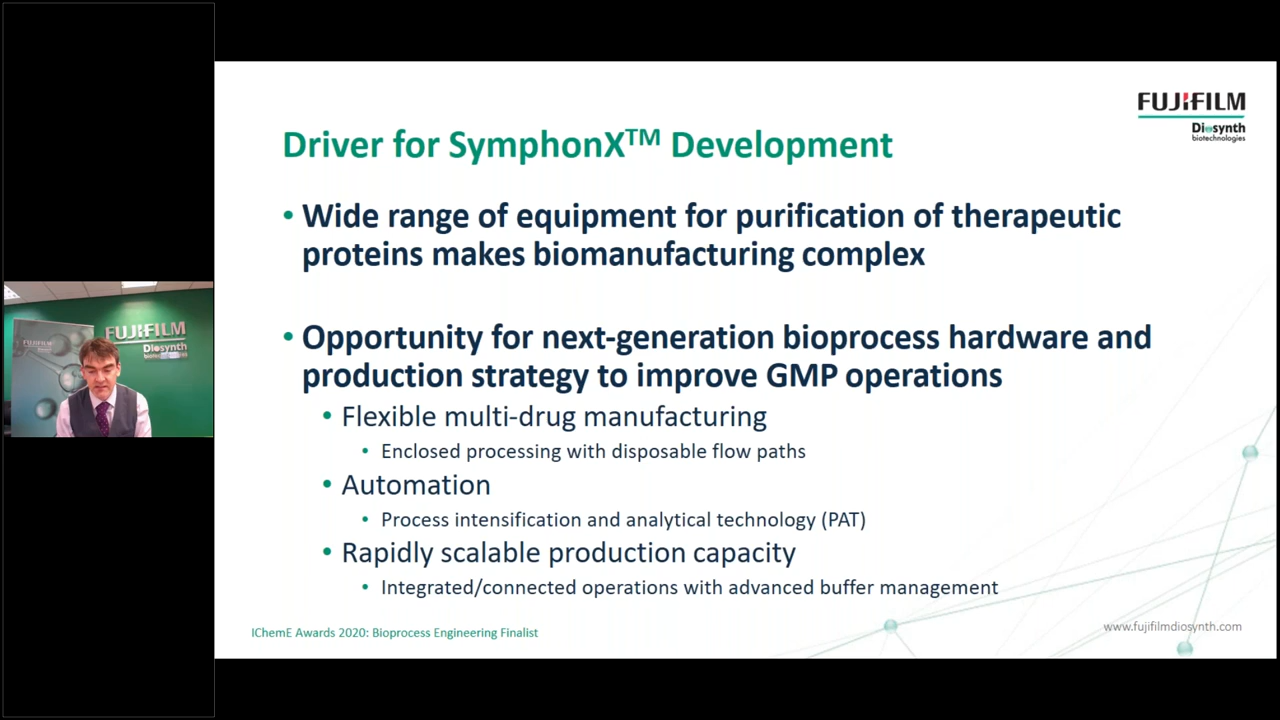 FUJIFILM
Diosynth
biotechnologies
Driver for SymphonX™ Development
• Wide range of equipment for purification of therapeutic
proteins makes biomanufacturing complex
• Opportunity for next-generation bioprocess hardware and
production strategy to improve GMP operations
• Flexible multi-drug manufacturing
• Enclosed processing with disposable flow paths
• Automation
• Process intensification and analytical technology (PAT)
• Rapidly scalable production capacity
• Integrated/connected operations with advanced buffer management
IChemE Awards 2020: Bioprocess Engineering Finalist
www.fujifilmdiosynth.com
FUJIFILM
Diosynth
FUJIFILM